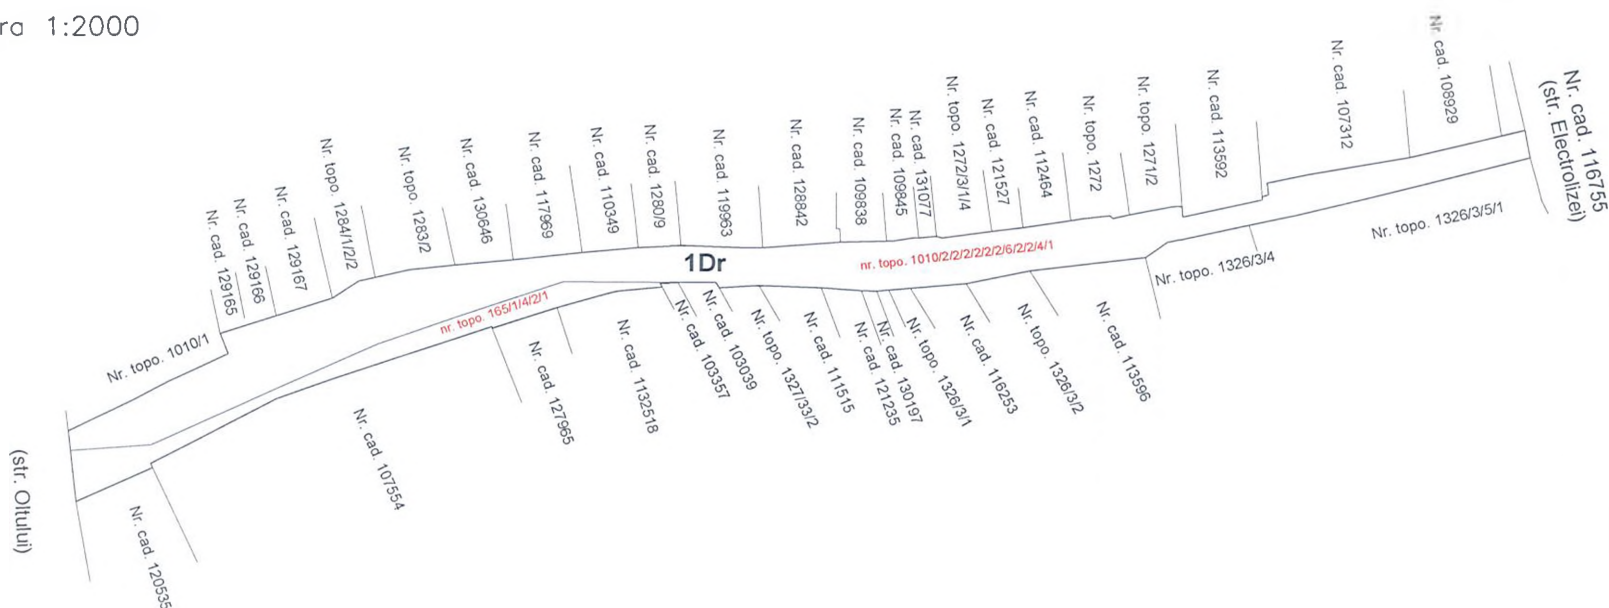 ra 1:2000
Nr. topo. 1010/1
Nr. cad. 129165
Nr. cad. 129166
Nr. cad. 129167
Nr. topo. 1284/1/2/2
Nr. topo. 1283/2
Nr. cad. 130646
Nr. cad. 117969
Nr. cad. 110349
Nr. cad. 1280/9
Nr. cad. 119963
Nr. cad. 128842
Nr. cad. 109838
Nr. cad. 109845
Nr. cad. 131077
Nr. topo. 1272/3/1/4
Nr. cad. 121527
Nr. cad. 112464
Nr. topo. 1272
Nr. topo. 1271/2
Nr. cad. 113592
Nr. cad. 107312
Nr. cad. 108929
Nr. cad. 116755
(str. Electrolizei)
1Dr
nr. topo. 1010/2/2/2/2/2/2/6/2/2/4/1
nr. topo. 165/1/4/2/1
(str. Oltului)
Nr. cad. 120535
Nr. cad. 107554
Nr. cad. 127965
Nr. cad. 1132518
Nr. cad. 103357
Nr. cad. 103039
Nr. topo. 1327/33/2
Nr. cad. 111515
Nr. cad. 121235
Nr. cad. 130197
Nr. topo. 1326/3/1
Nr. cad. 116253
Nr. topo. 1326/3/2
Nr. cad. 113596
Nr. topo. 1326/3/4
Nr. topo. 1326/3/5/1